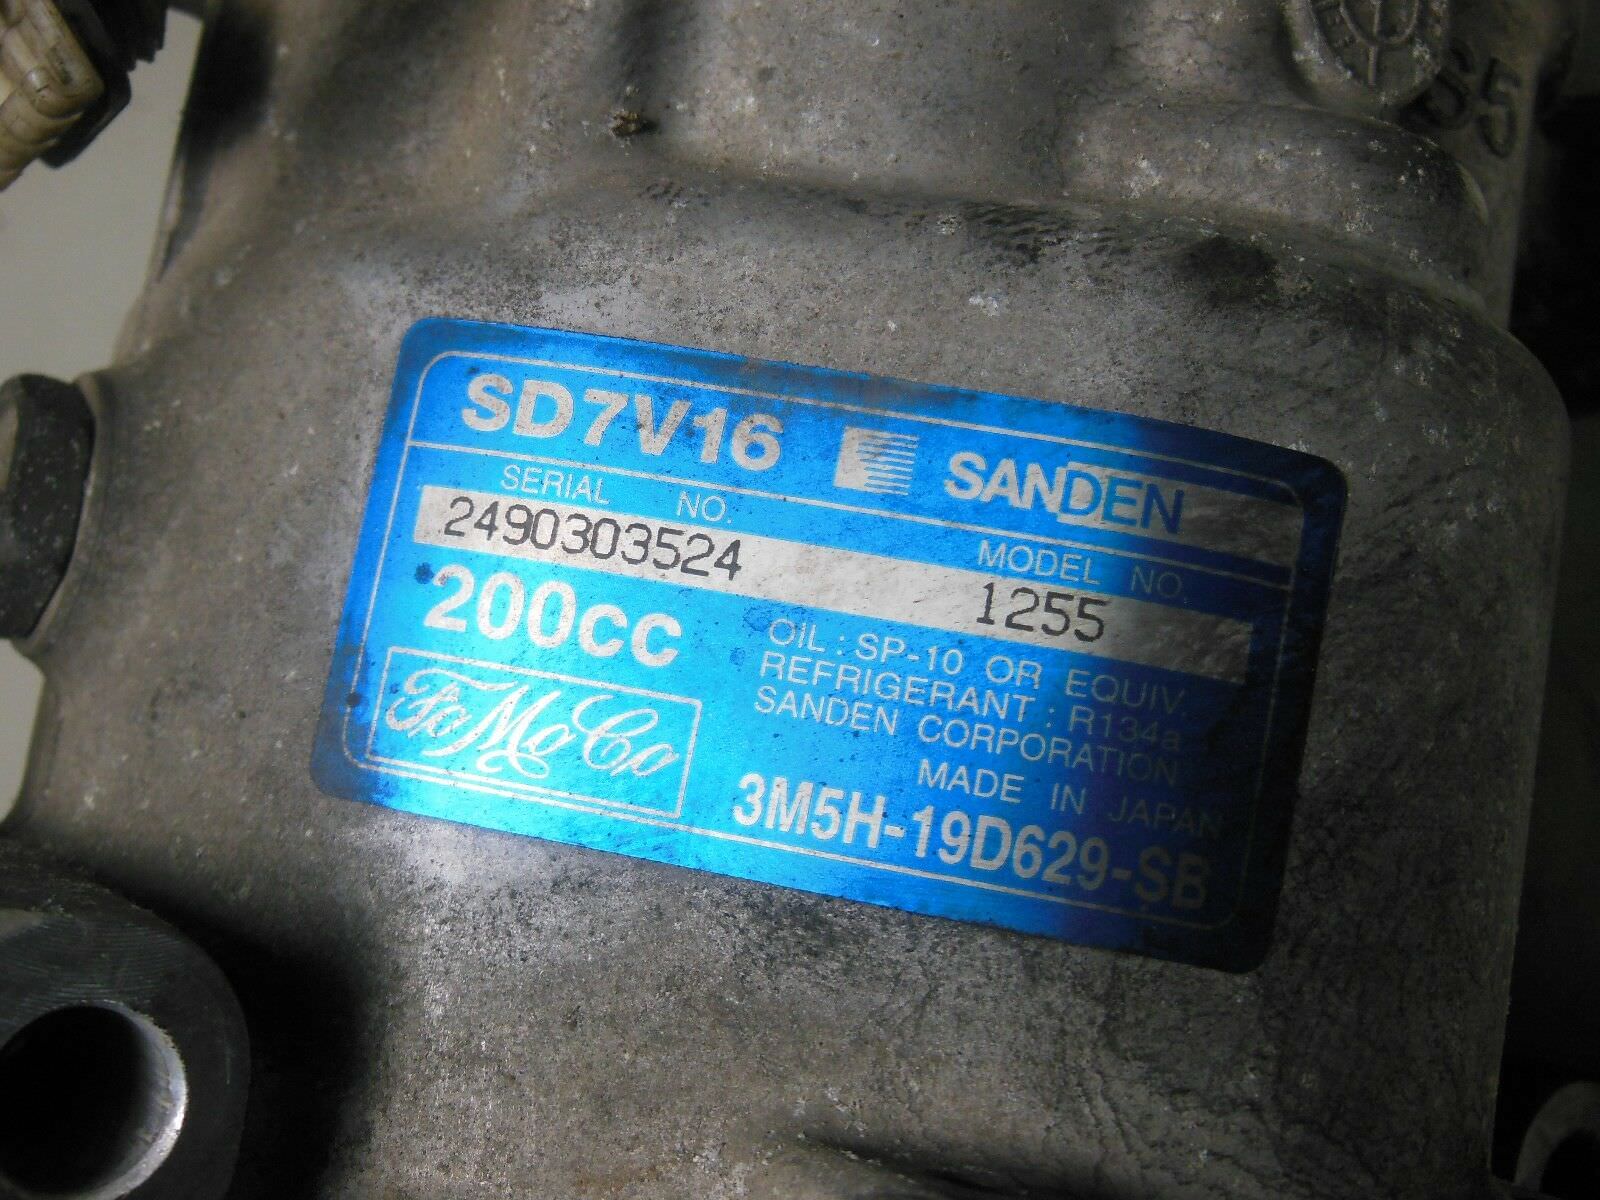 S5
SD7V16 SANDEN
SERIAL NO. MODEL NO.
2490303524 1255
200cc
OIL : SP-10 OR EQUIV.
REFRIGERANT : R134a
SANDEN CORPORATION
MADE IN JAPAN
FoMoCo
3M5H-19D629-SB